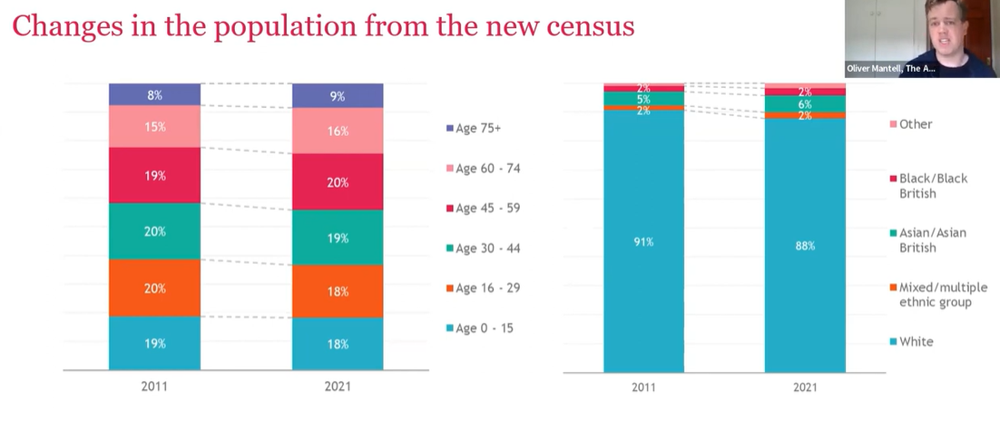 Changes in the population from the new census
Oliver Mantell, The A...
8%
15%
19%
20%
20%
19%
2011
9%
16%
20%
19%
18%
18%
2021
Age 75+
Age 60 - 74
Age 45 - 59
Age 30 - 44
Age 16 - 29
Age 0 - 15
2%
5%
2%
91%
2011
2%
6%
2%
88%
2021
Other
Black/Black
British
Asian/Asian
British
Mixed/multiple
ethnic group
White